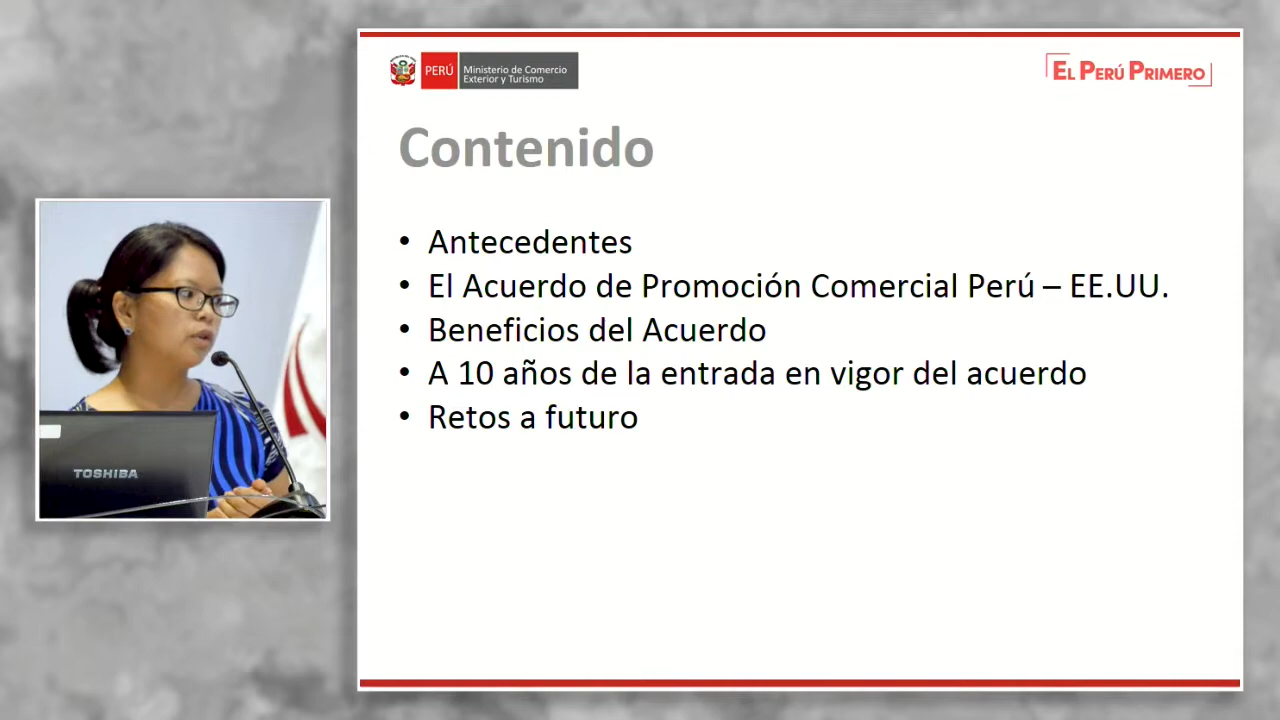 PERÚ
Ministerio de Comercio
Exterior y Turismo
EL PERÚ PRIMERO
Contenido
• Antecedentes
• El Acuerdo de Promoción Comercial Perú – EE.UU.
• Beneficios del Acuerdo
• A 10 años de la entrada en vigor del acuerdo
• Retos a futuro
TOSHIBA